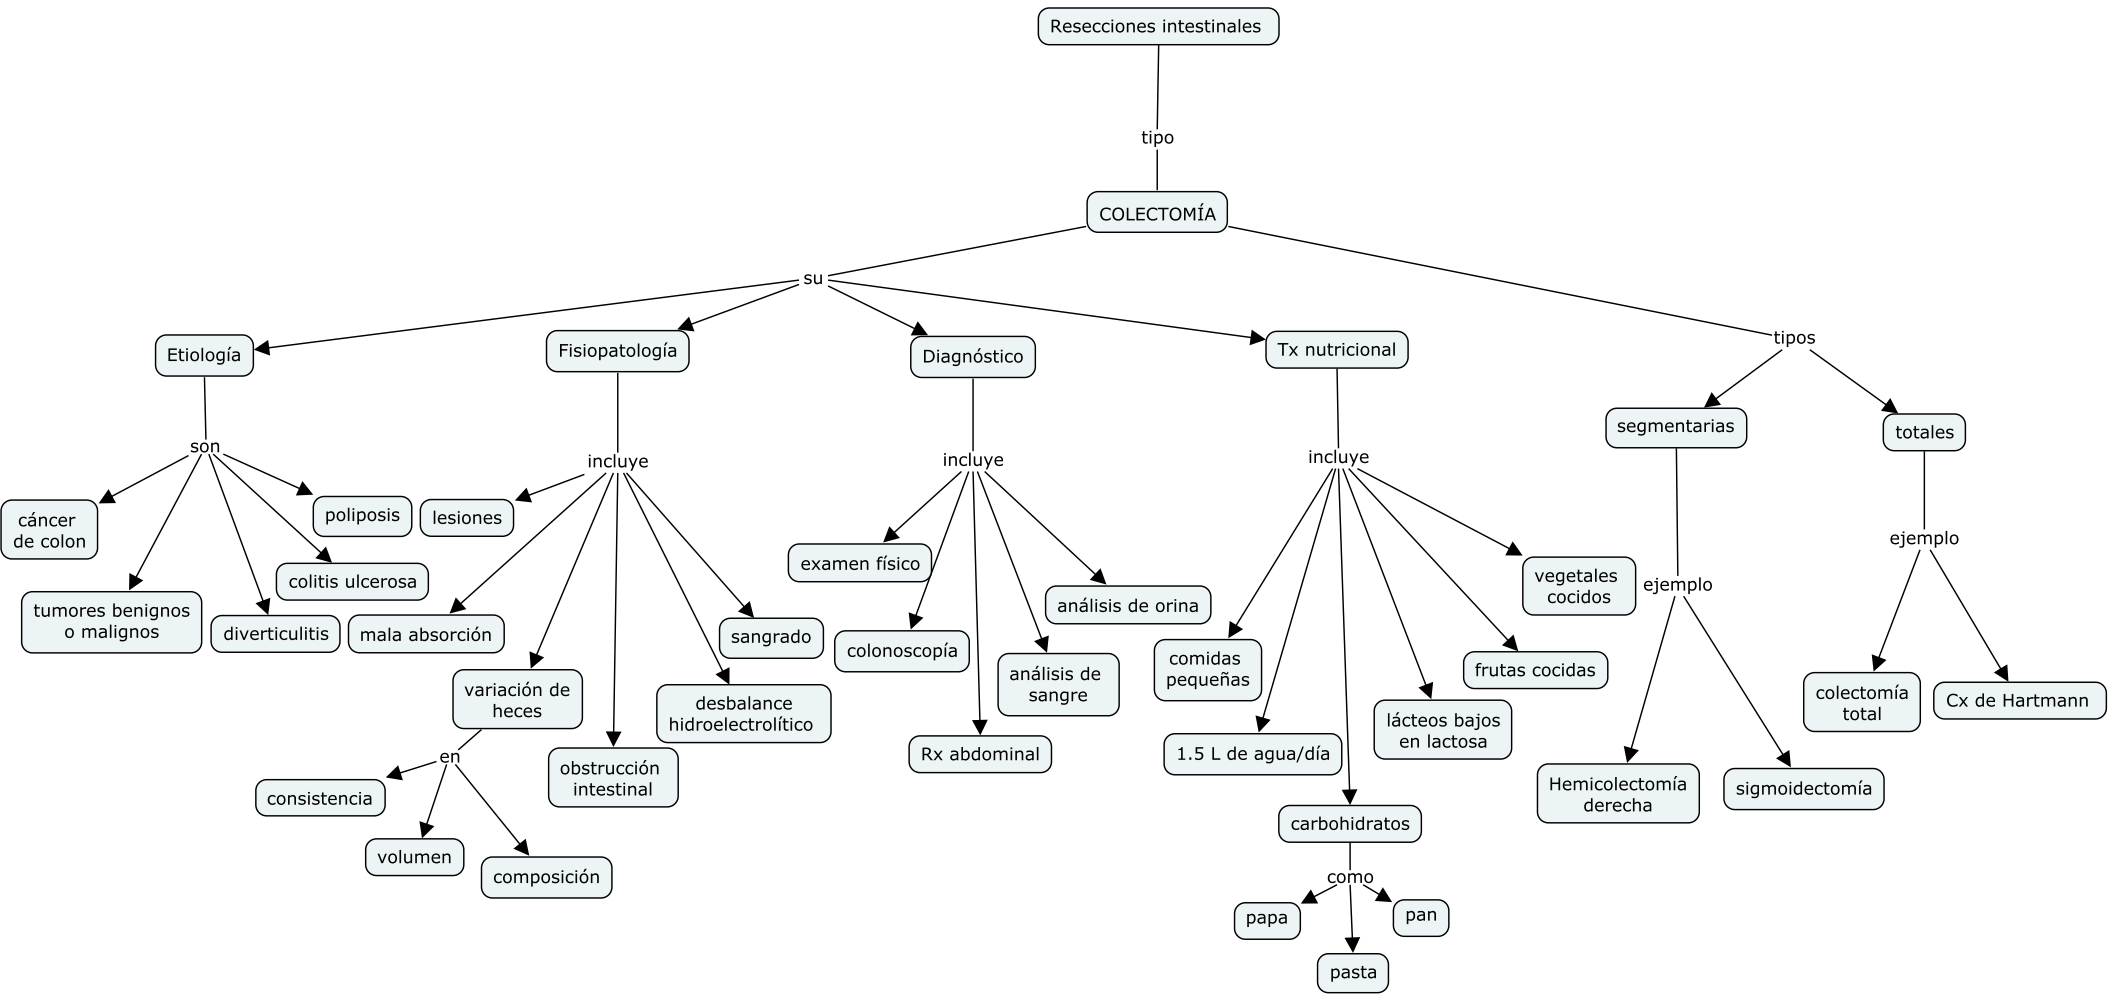 Resecciones intestinales
tipo
COLECTOMÍA
su
tipos
Etiología
Fisiopatología
Diagnóstico
Tx nutricional
segmentarias
totales
son
incluye
incluye
incluye
ejemplo
ejemplo
cáncer
de colon
tumores benignos
o malignos
diverticulitis
colitis ulcerosa
poliposis
lesiones
mala absorción
variación de
heces
en
consistencia
volumen
composición
obstrucción
intestinal
desbalance
hidroelectrolítico
sangrado
examen físico
colonoscopía
Rx abdominal
análisis de
sangre
análisis de orina
comidas
pequeñas
1.5 L de agua/día
carbohidratos
como
papa
pasta
pan
lácteos bajos
en lactosa
frutas cocidas
vegetales
cocidos
Hemicolectomía
derecha
sigmoidectomía
colectomía
total
Cx de Hartmann